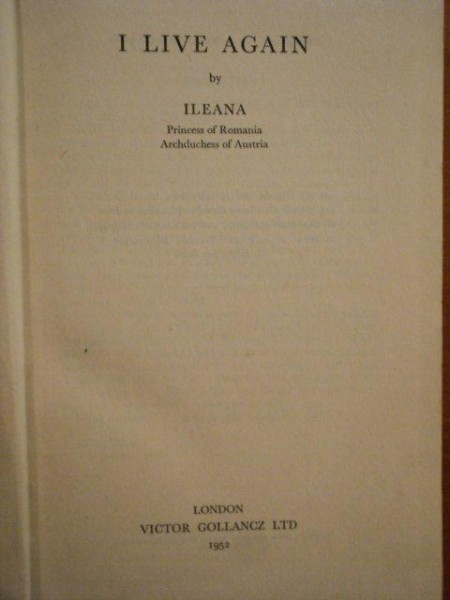 I LIVE AGAIN
by
ILEANA
Princess of Romania
Archduchess of Austria
LONDON
VICTOR GOLLANCZ LTD
1952